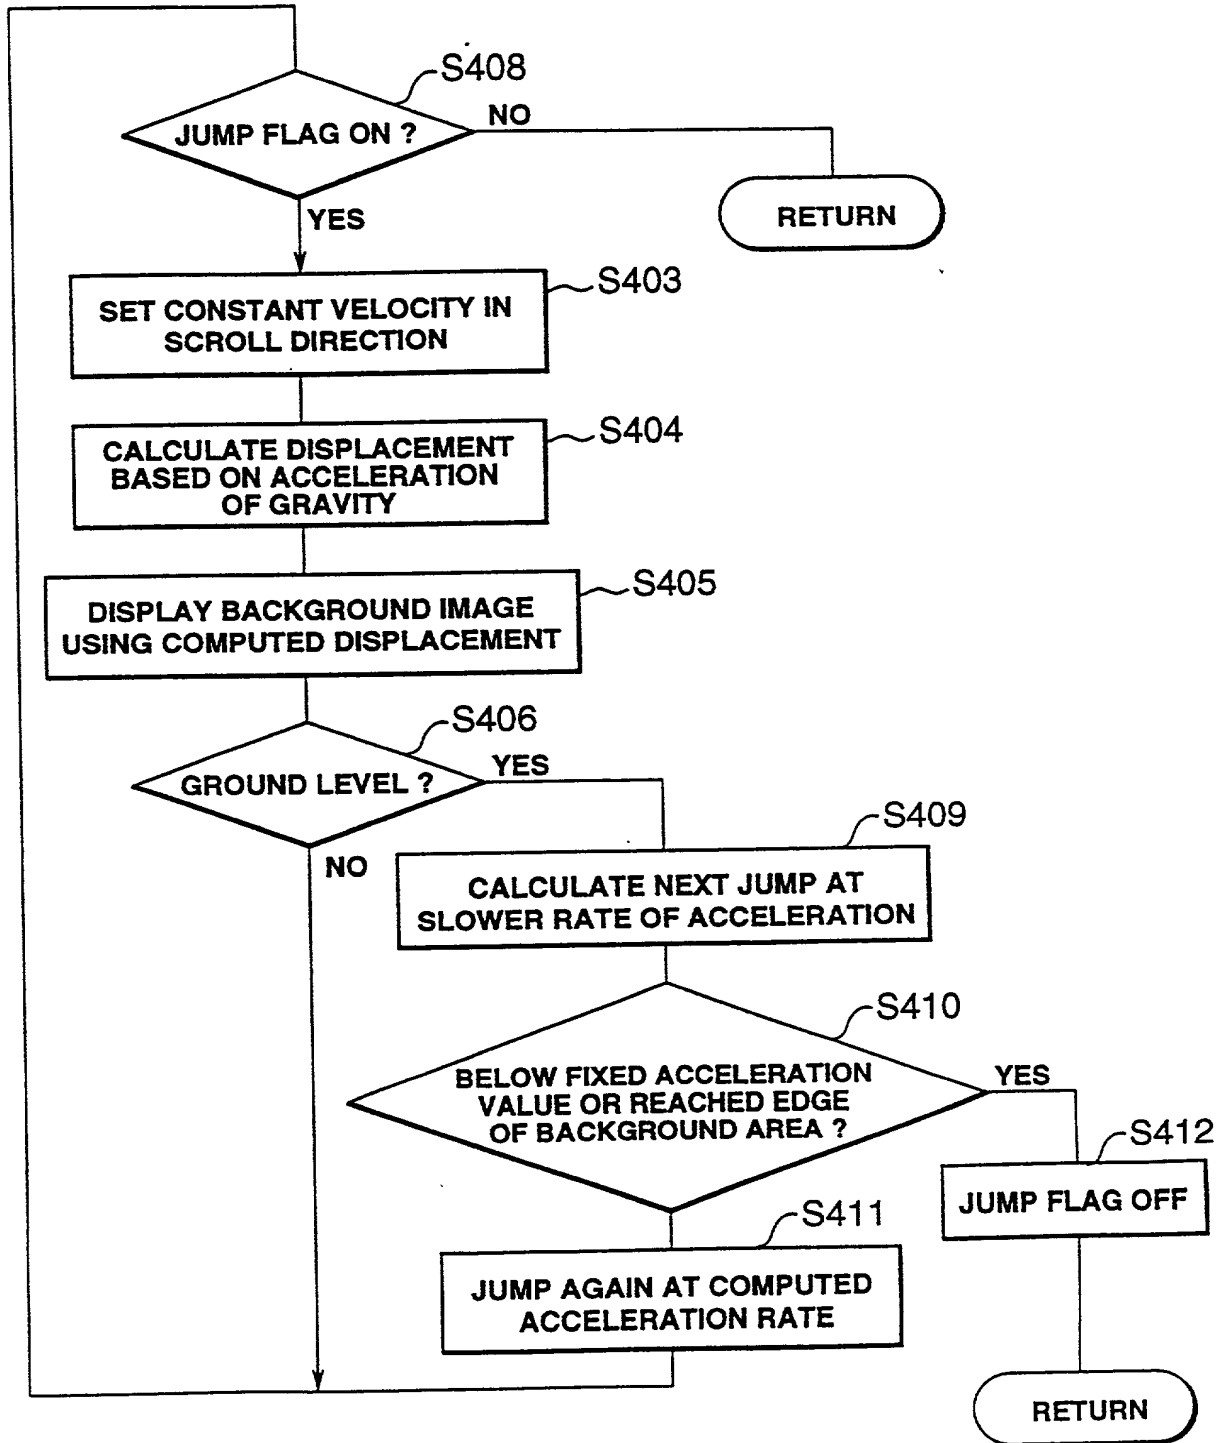 S408
JUMP FLAG ON ?
NO
RETURN
YES
S403
SET CONSTANT VELOCITY IN
SCROLL DIRECTION
S404
CALCULATE DISPLACEMENT
BASED ON ACCELERATION
OF GRAVITY
S405
DISPLAY BACKGROUND IMAGE
USING COMPUTED DISPLACEMENT
S406
GROUND LEVEL ?
YES
NO
S409
CALCULATE NEXT JUMP AT
SLOWER RATE OF ACCELERATION
S410
BELOW FIXED ACCELERATION
VALUE OR REACHED EDGE
OF BACKGROUND AREA ?
YES
S412
JUMP FLAG OFF
S411
JUMP AGAIN AT COMPUTED
ACCELERATION RATE
RETURN